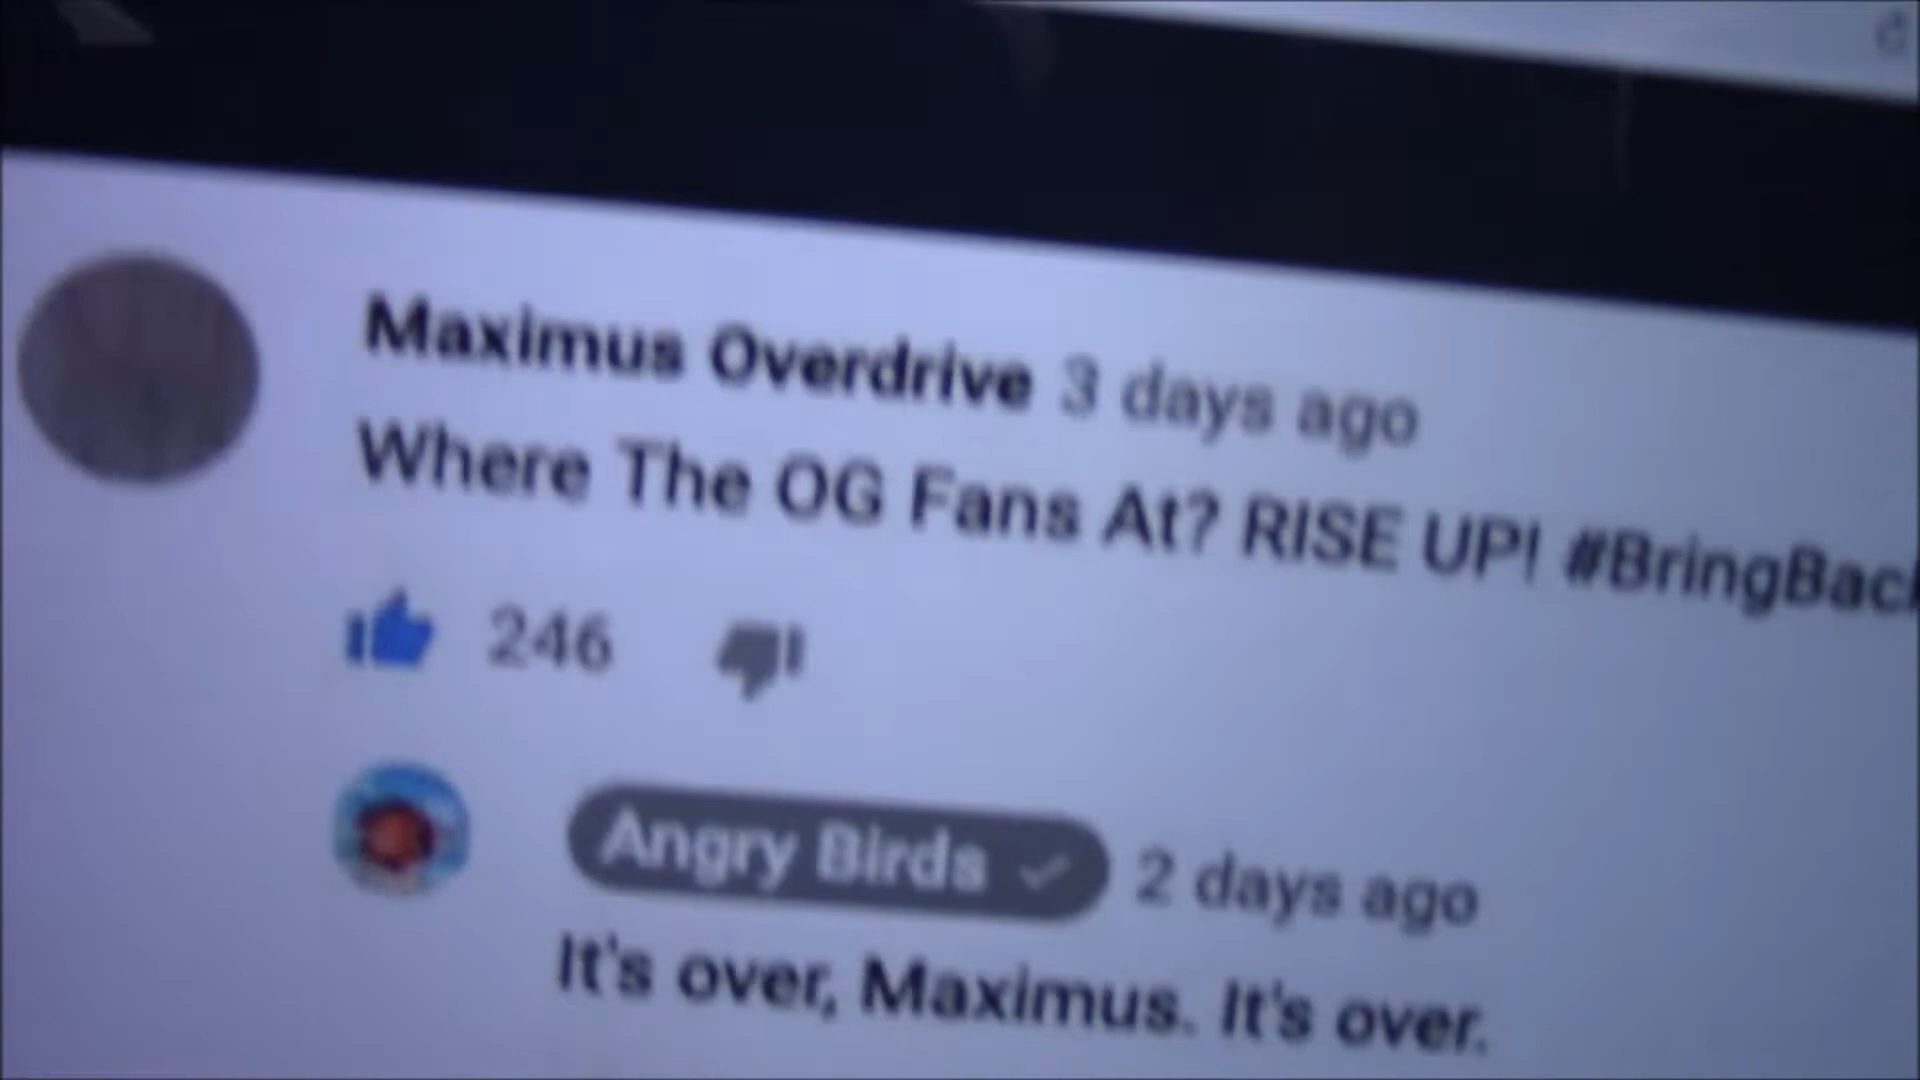 Maximus Overdrive 3 days ago
Where The OG Fans At? RISE UP! #BringBac
246
Angry Birds ✓ 2 days ago
It's over, Maximus. It's over.